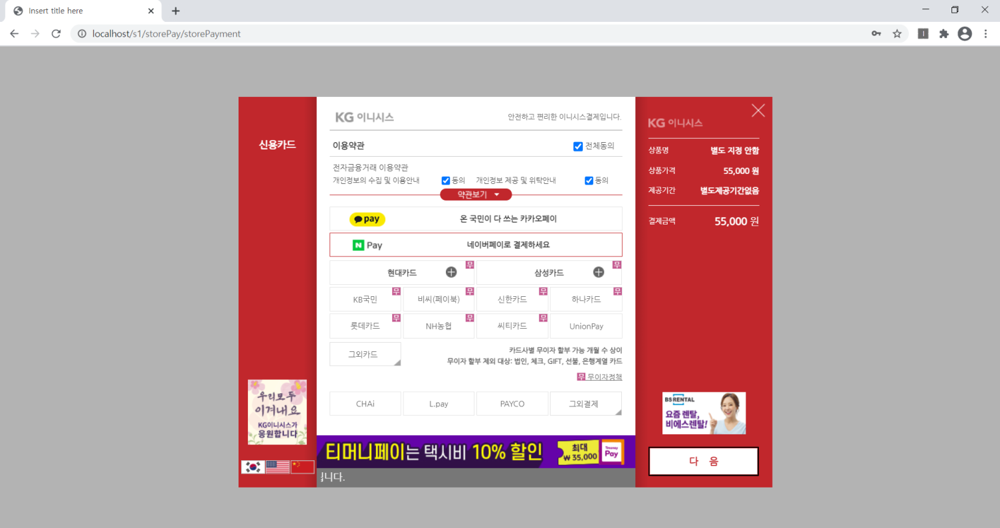 Insert title here
localhost/s1/storePay/storePayment
신용카드
우리모두
이겨내요
KG이니시스가
응원합니다
KG 이니시스
안전하고 편리한 이니시스결제입니다.
이용약관
전체동의
전자금융거래 이용약관
개인정보의 수집 및 이용안내 동의 개인정보 제공 및 위탁안내 동의
약관보기
pay 온 국민이 다 쓰는 카카오페이
N Pay 네이버페이로 결제하세요
현대카드 무 삼성카드 무
KB국민 무 비씨(페이북) 무 신한카드 무 하나카드 무
롯데카드 무 NH농협 무 씨티카드 무 UnionPay
그외카드
카드사별 무이자 할부 가능 개월 수 상이
무이자 할부 제외 대상: 법인, 체크, GIFT, 선불, 은행계열 카드
무 무이자정책
CHAi L.pay PAYCO 그외결제
티머니페이는 택시비 10% 할인 최대 ₩35,000 Tmoney Pay
니다.
KG 이니시스
상품명 별도 지정 안함
상품가격 55,000 원
제공기간 별도제공기간없음
결제금액 55,000 원
BS RENTAL
요즘 렌탈,
비에스렌탈!
다 음